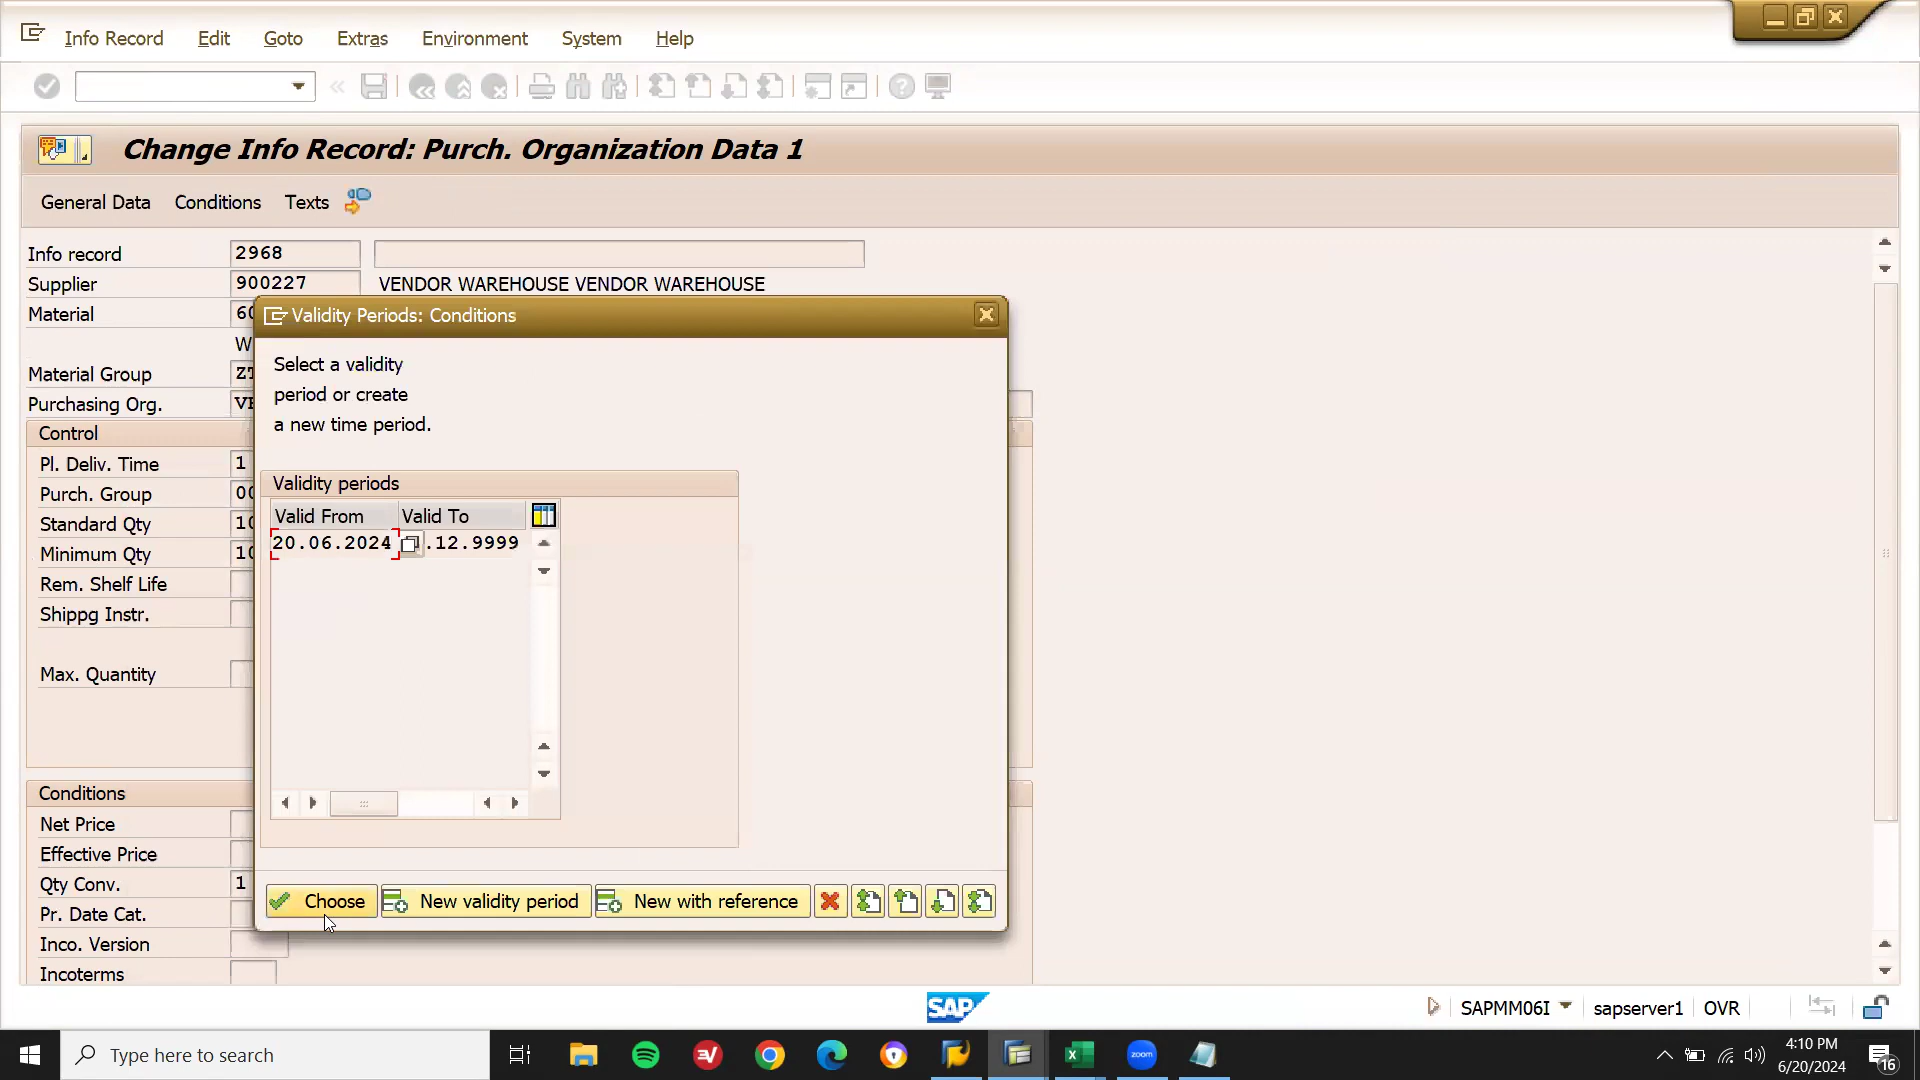 Info Record Edit Goto Extras Environment System Help
Change Info Record: Purch. Organization Data 1
General Data Conditions Texts
Info record 2968
Supplier 900227 VENDOR WAREHOUSE VENDOR WAREHOUSE
Material
Material Group
Purchasing Org.
Control
Pl. Deliv. Time 1
Purch. Group
Standard Qty
Minimum Qty
Rem. Shelf Life
Shippg Instr.
Max. Quantity
Conditions
Net Price
Effective Price
Qty Conv. 1
Pr. Date Cat.
Inco. Version
Incoterms
Validity Periods: Conditions
Select a validity
period or create
a new time period.
Validity periods
Valid From Valid To
20.06.2024 .12.9999
Choose New validity period New with reference
SAP
SAPMM06I sapserver1 OVR
Type here to search
zoom
4:10 PM
6/20/2024
16